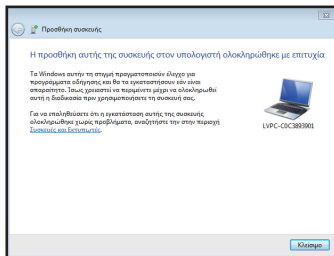 Προσθήκη συσκευής
Η προσθήκη αυτής της συσκευής στον υπολογιστή ολοκληρώθηκε με επιτυχία
Τα Windows αυτήν τη στιγμή πραγματοποιούν έλεγχο για
προγράμματα οδήγησης και θα τα εγκαταστήσουν εάν είναι
απαραίτητο. Ίσως χρειαστεί να περιμένετε μέχρι να ολοκληρωθεί
αυτή η διαδικασία πριν χρησιμοποιήσετε τη συσκευή σας.
Για να επαληθεύσετε ότι η εγκατάσταση αυτής της συσκευής
ολοκληρώθηκε χωρίς προβλήματα, αναζητήστε την στην περιοχή
Συσκευές και Εκτυπωτές.
LVPC-C0C3893901
Κλείσιμο